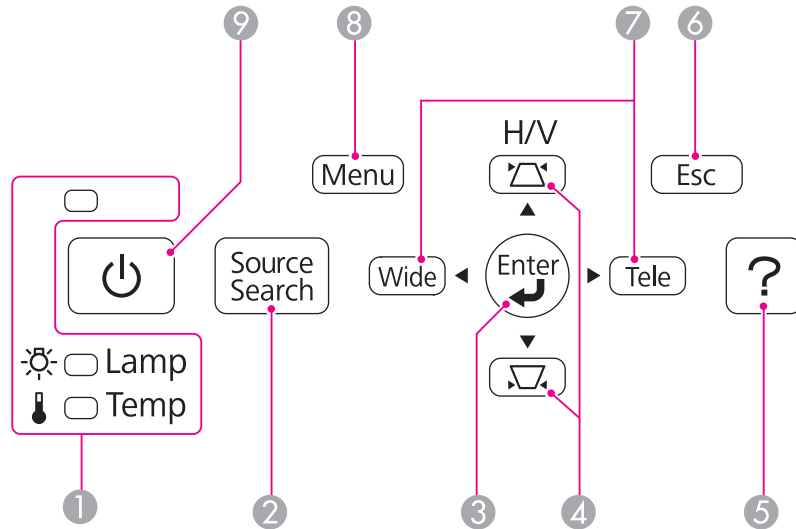 9
8
7
6
H/V
Menu
Esc
Source
Search
Wide
Enter
Tele
?
Lamp
Temp
1
2
3
4
5